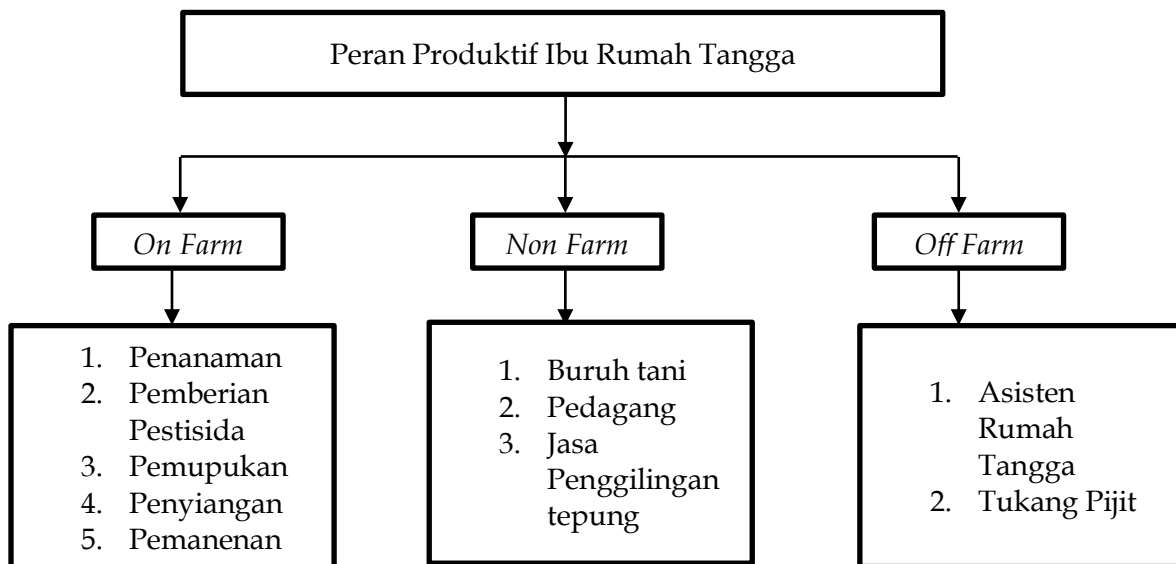 Peran Produktif Ibu Rumah Tangga
On Farm
Non Farm
Off Farm
1. Penanaman
2. Pemberian
Pestisida
3. Pemupukan
4. Penyiangan
5. Pemanenan
1. Buruh tani
2. Pedagang
3. Jasa
Penggilingan
tepung
1. Asisten
Rumah
Tangga
2. Tukang Pijit